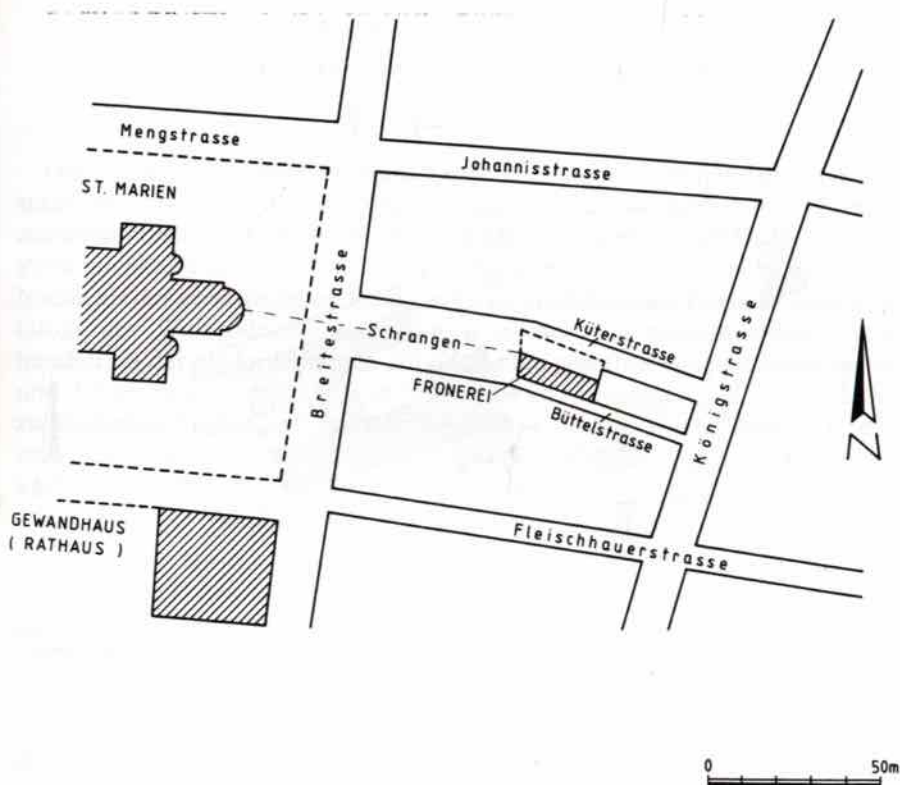 Mengstrasse
Johannisstrasse
ST. MARIEN
Breitestrasse
Schrangen
Küterstrasse
FRONEREI
Büttelstrasse
Königstrasse
N
GEWANDHAUS
( RATHAUS )
Fleischhauerstrasse
0 50m